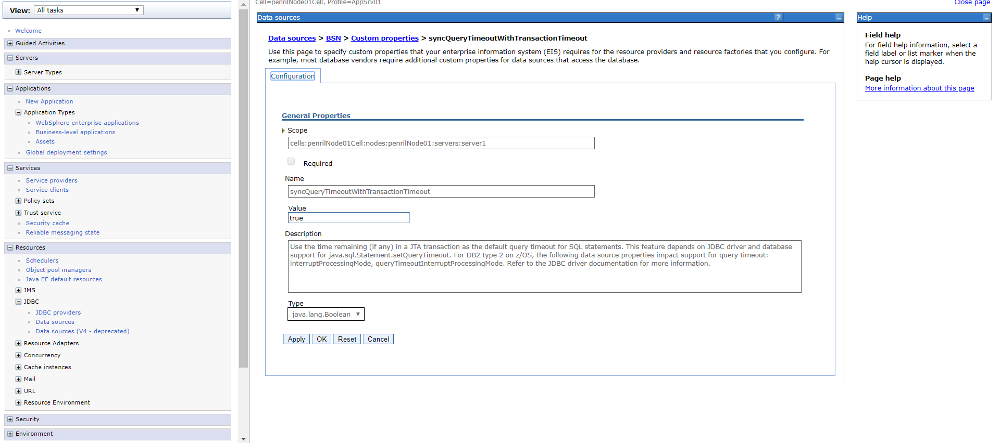 View: All tasks
Welcome
Guided Activities
Servers
Server Types
Applications
New Application
Application Types
WebSphere enterprise applications
Business-level applications
Assets
Global deployment settings
Services
Service providers
Service clients
Policy sets
Trust service
Security cache
Reliable messaging state
Resources
Schedulers
Object pool managers
Java EE default resources
JMS
JDBC
JDBC providers
Data sources
Data sources (V4 - deprecated)
Resource Adapters
Concurrency
Cache instances
Mail
URL
Resource Environment
Security
Environment
Cell=penrilNode01Cell, Profile=AppSrv01
Close page
Data sources
?
Data sources > BSN > Custom properties > syncQueryTimeoutWithTransactionTimeout
Use this page to specify custom properties that your enterprise information system (EIS) requires for the resource providers and resource factories that you configure. For
example, most database vendors require additional custom properties for data sources that access the database.
Configuration
General Properties
Scope
cells:penrilNode01Cell:nodes:penrilNode01:servers:server1
Required
Name
syncQueryTimeoutWithTransactionTimeout
Value
true
Description
Use the time remaining (if any) in a JTA transaction as the default query timeout for SQL statements. This feature depends on JDBC driver and database
support for java.sql.Statement.setQueryTimeout. For DB2 type 2 on z/OS, the following data source properties impact support for query timeout:
interruptProcessingMode, queryTimeoutInterruptProcessingMode. Refer to the JDBC driver documentation for more information.
Type
java.lang.Boolean
Apply OK Reset Cancel
Help
Field help
For field help information, select a
field label or list marker when the
help cursor is displayed.
Page help
More information about this page